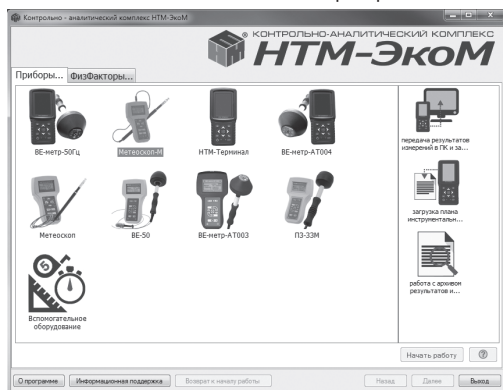 Контрольно - аналитический комплекс НТМ-ЭкоМ
® КОНТРОЛЬНО-АНАЛИТИЧЕСКИЙ КОМПЛЕКС
НТМ-ЭкоМ
Приборы... ФизФакторы...
ВЕ-метр-50Гц
Метеоскоп-М
НТМ-Терминал
ВЕ-метр-АТ004
Метеоскоп
ВЕ-50
ВЕ-метр-АТ003
ПЗ-33М
Вспомогательное
оборудование
передача результатов
измерений в ПК и за...
загрузка плана
инструментальн...
работа с архивом
результатов и...
Начать работу
О программе Информационная поддержка Возврат к началу работы Назад Далее Выход